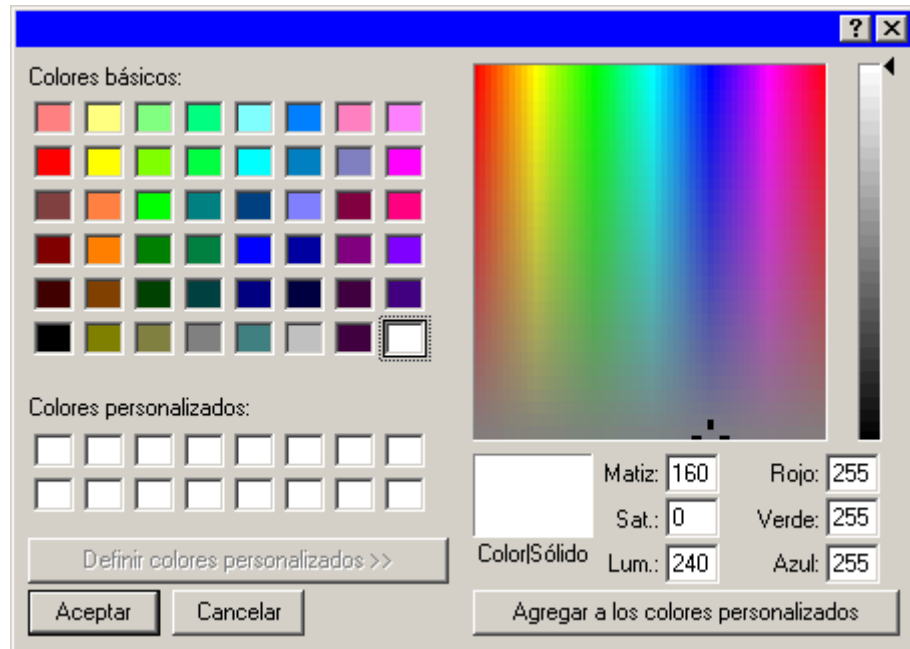 ?
Colores básicos:
Colores personalizados:
Definir colores personalizados >>
Aceptar Cancelar
Color|Sólido
Matiz: 160 Rojo: 255
Sat.: 0 Verde: 255
Lum.: 240 Azul: 255
Agregar a los colores personalizados